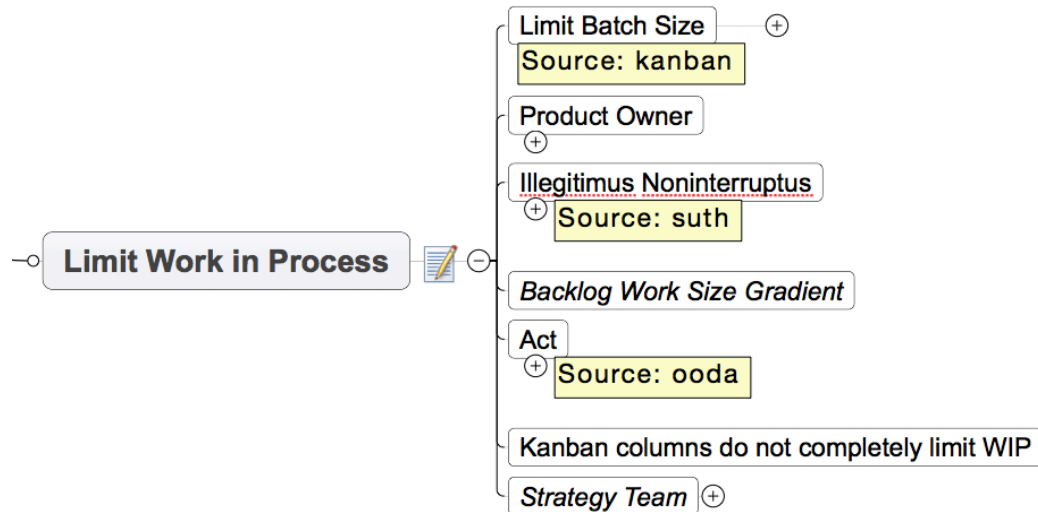 Limit Batch Size
Source: kanban
Product Owner
Illegitimus Noninterruptus
Source: suth
Limit Work in Process
Backlog Work Size Gradient
Act
Source: ooda
Kanban columns do not completely limit WIP
Strategy Team